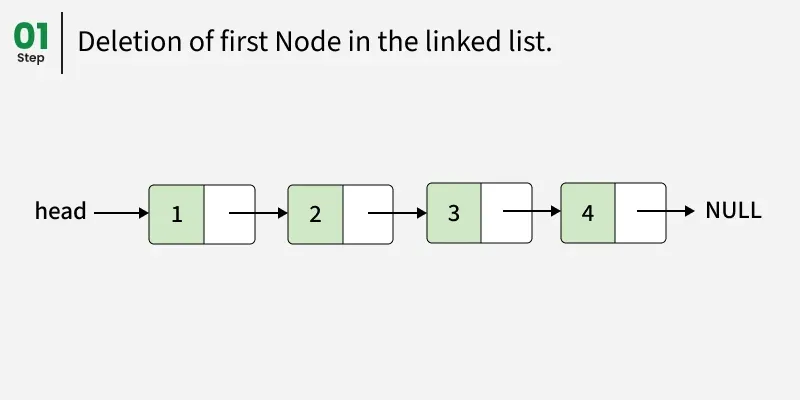 01
Step
Deletion of first Node in the linked list.
head 1 2 3 4 NULL